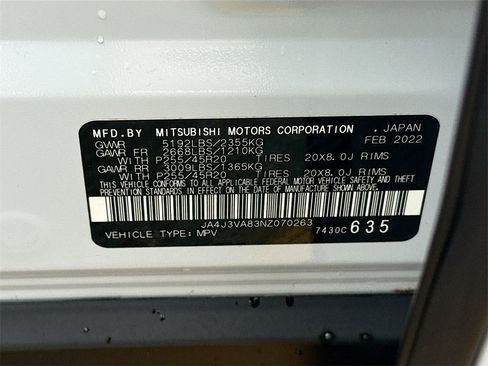 MFD.BY MITSUBISHI MOTORS CORPORATION . JAPAN
GVWR 5192LBS/2355KG FEB 2022
GAWR FR 2668LBS/1210KG
WITH P255/45R20 TIRES 20X8.0J RIMS
GAWR RR 3009LBS/1365KG
WITH P255/45R20 TIRES 20X8.0J RIMS
THIS VEHICLE CONFORMS TO ALL APPLICABLE FEDERAL MOTOR VEHICLE SAFETY AND THEFT
PREVENTION STANDARDS IN EFFECT ON THE DATE OF MANUFACTURE SHOWN ABOVE.
JA4J3VA83NZ070263
VEHICLE TYPE: MPV 7430C 635